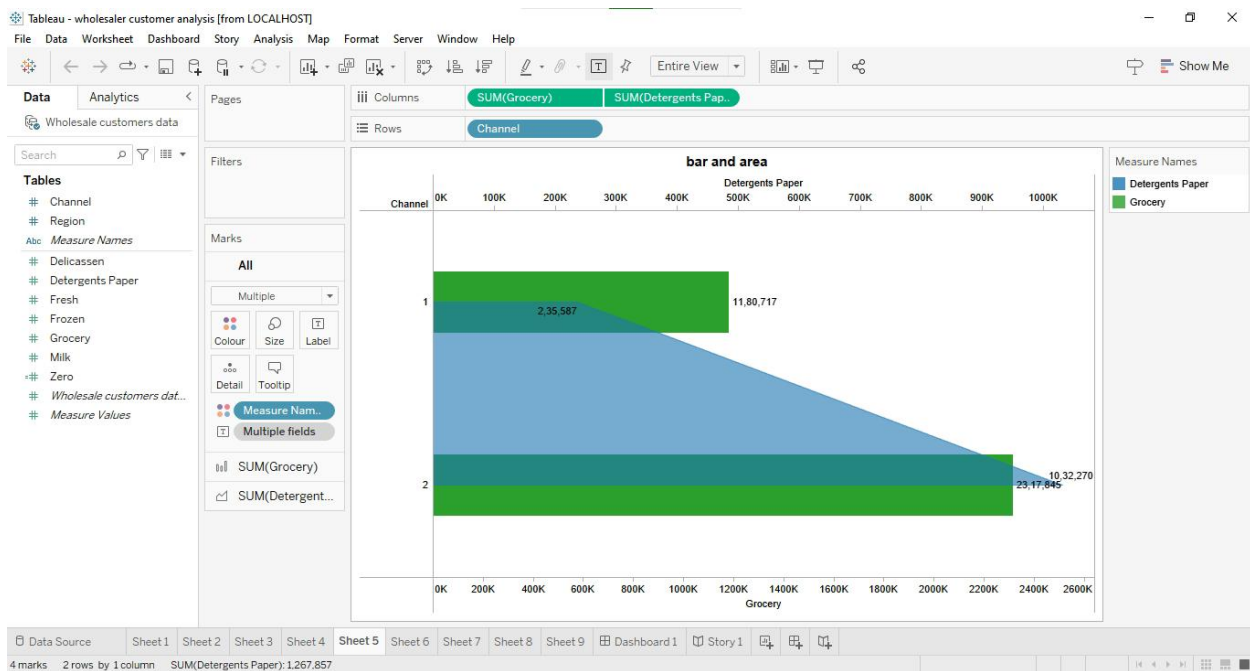 Tableau - wholesaler customer analysis [from LOCALHOST]
File Data Worksheet Dashboard Story Analysis Map Format Server Window Help
Entire View
Show Me
Data Analytics
Wholesale customers data
Search
Tables
# Channel
# Region
Abc Measure Names
# Delicassen
# Detergents Paper
# Fresh
# Frozen
# Grocery
# Milk
=# Zero
# Wholesale customers dat...
# Measure Values
Pages
Filters
Marks
All
Multiple
Colour Size Label
Detail Tooltip
Measure Nam..
Multiple fields
SUM(Grocery)
SUM(Detergent...
Columns SUM(Grocery) SUM(Detergents Pap..
Rows Channel
bar and area
Detergents Paper
Channel 0K 100K 200K 300K 400K 500K 600K 700K 800K 900K 1000K
1 2,35,587 11,80,717
2 23,17,845 10,32,270
0K 200K 400K 600K 800K 1000K 1200K 1400K 1600K 1800K 2000K 2200K 2400K 2600K
Grocery
Measure Names
Detergents Paper
Grocery
Data Source Sheet 1 Sheet 2 Sheet 3 Sheet 4 Sheet 5 Sheet 6 Sheet 7 Sheet 8 Sheet 9 Dashboard 1 Story 1
4 marks 2 rows by 1 column SUM(Detergents Paper): 1,267,857